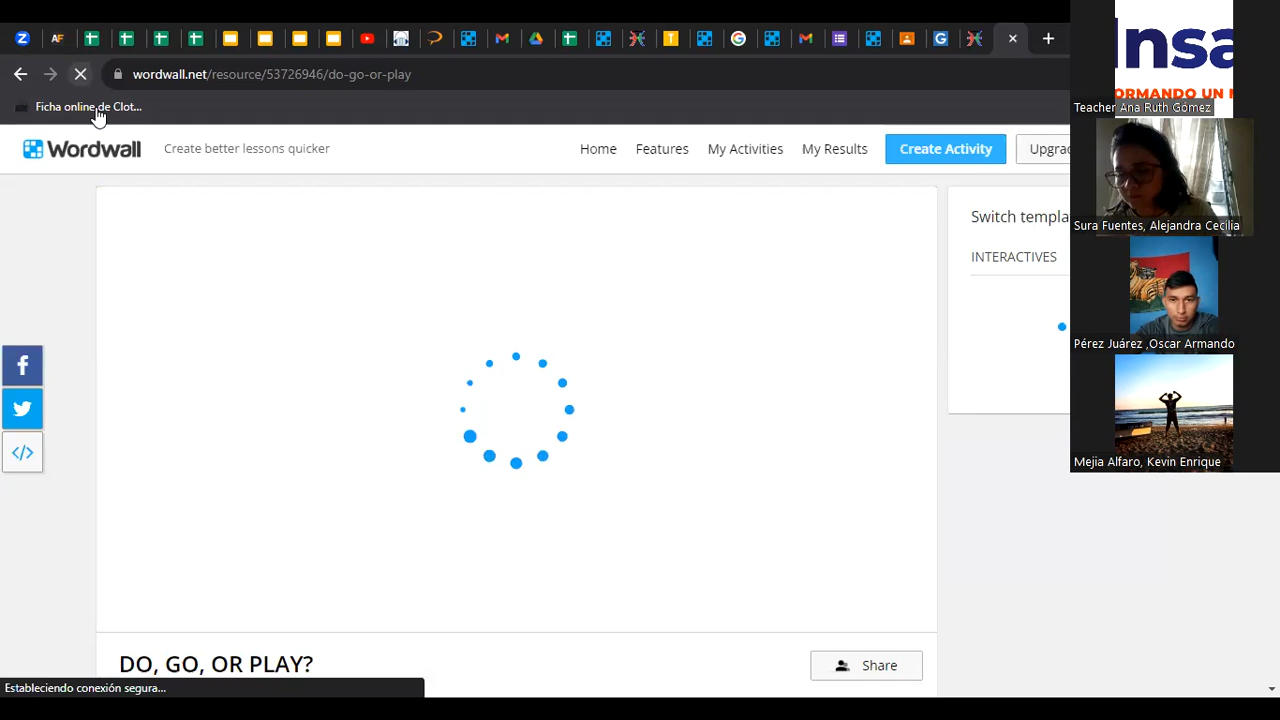 wordwall.net/resource/53726946/do-go-or-play
Ficha online de Clot...
Wordwall
Create better lessons quicker
Home
Features
My Activities
My Results
Create Activity
Upgrad
Switch templa
INTERACTIVES
DO, GO, OR PLAY?
Share
Estableciendo conexión segura...
Insa
ORMANDO UN
Teacher Ana Ruth Gómez
Sura Fuentes, Alejandra Cecilia
Pérez Juárez ,Oscar Armando
Mejia Alfaro, Kevin Enrique